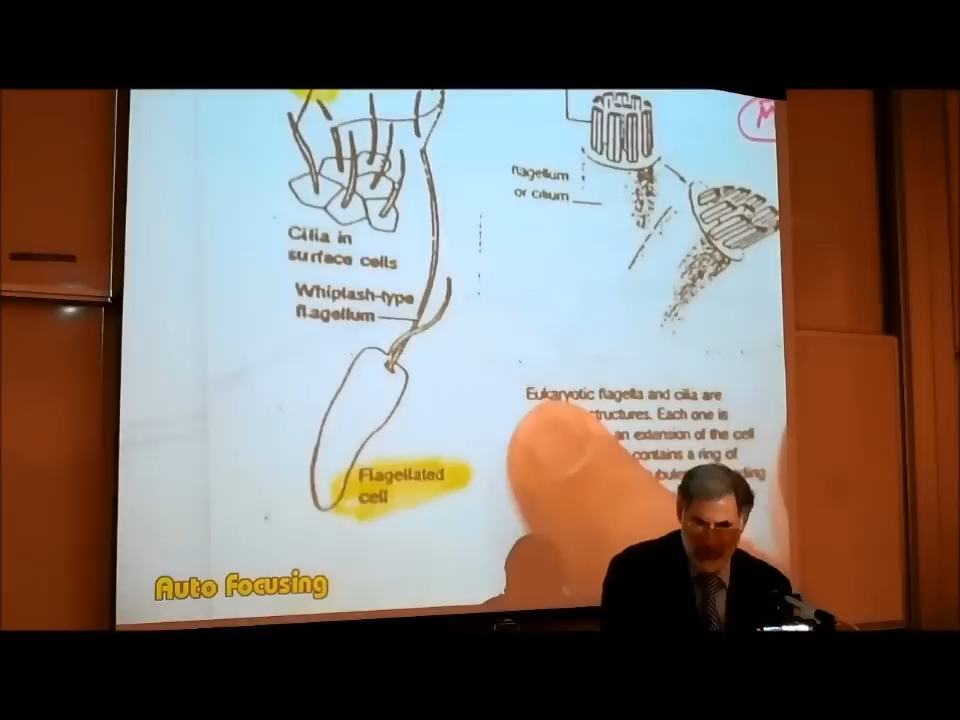 M
flagellum
or cilium
Cilia in
surface cells
Whiplash-type
flagellum
Eukaryotic flagella and cilia are
structures. Each one is
an extension of the cell
contains a ring of
Flagellated
cell
Auto Focusing